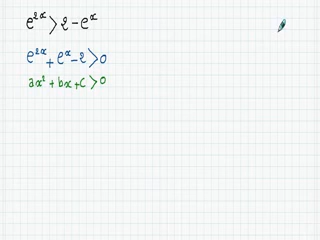 e^{2x} > 2 - e^x
e^{2x} + e^x - 2 > 0
ax² + bx + c > 0